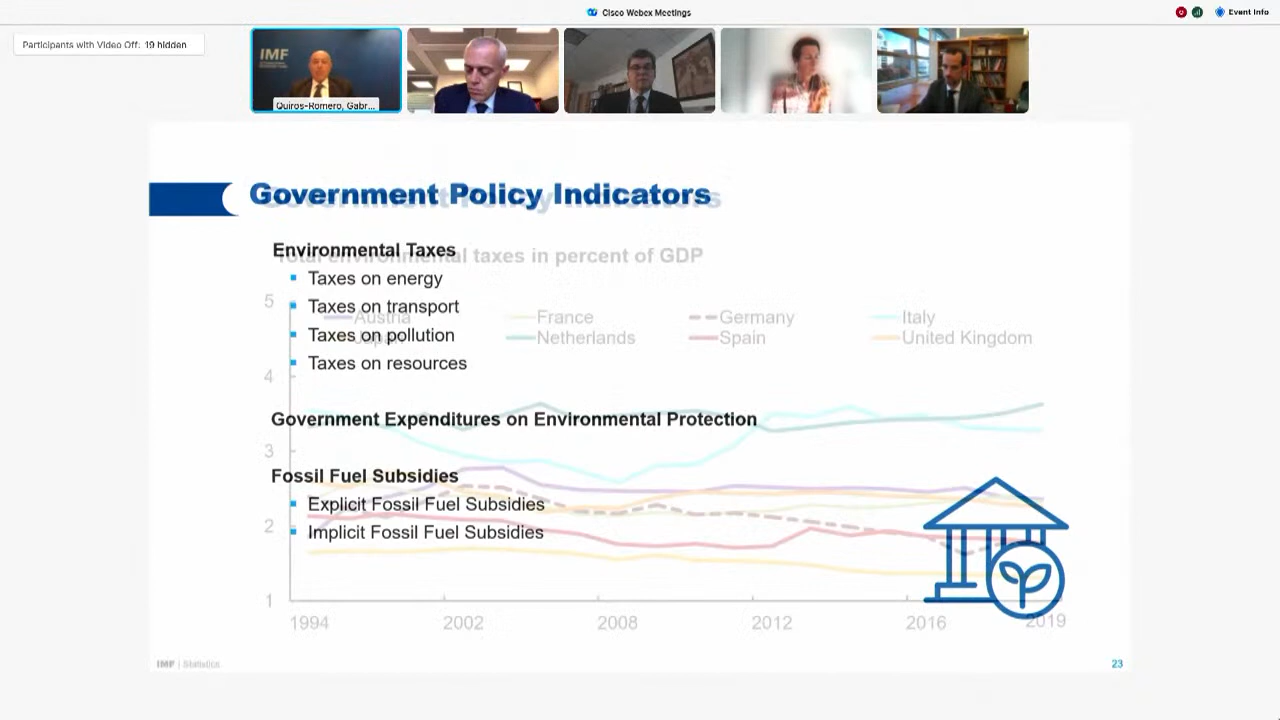 Cisco Webex Meetings
Event Info
Participants with Video Off: 19 hidden
IMF
Quiros-Romero, Gabr...
Government Policy Indicators
Environmental Taxes
Total environmental taxes in percent of GDP
Taxes on energy
5
Taxes on transport
Austria
France
Germany
Italy
Taxes on pollution
Japan
Netherlands
Spain
United Kingdom
Taxes on resources
4
Government Expenditures on Environmental Protection
3
Fossil Fuel Subsidies
Explicit Fossil Fuel Subsidies
2
Implicit Fossil Fuel Subsidies
1
1994
2002
2008
2012
2016
2019
IMF | Statistics
23